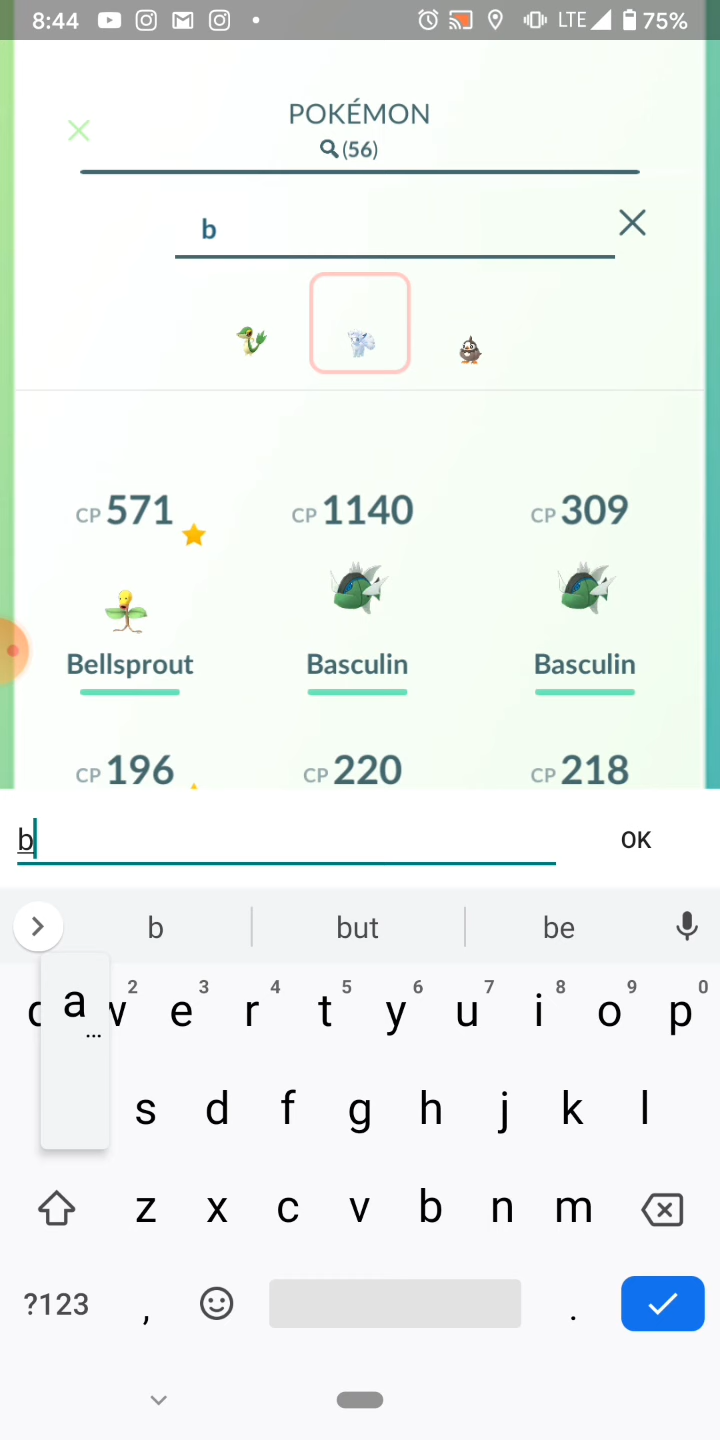 8:44 LTE 75%
POKÉMON
(56)
b
CP 571 CP 1140 CP 309
Bellsprout Basculin Basculin
CP 196 CP 220 CP 218
b OK
b but be
a ...
w 2 e 3 r 4 t 5 y 6 u 7 i 8 o 9 p 0
s d f g h j k l
z x c v b n m
?123 , .